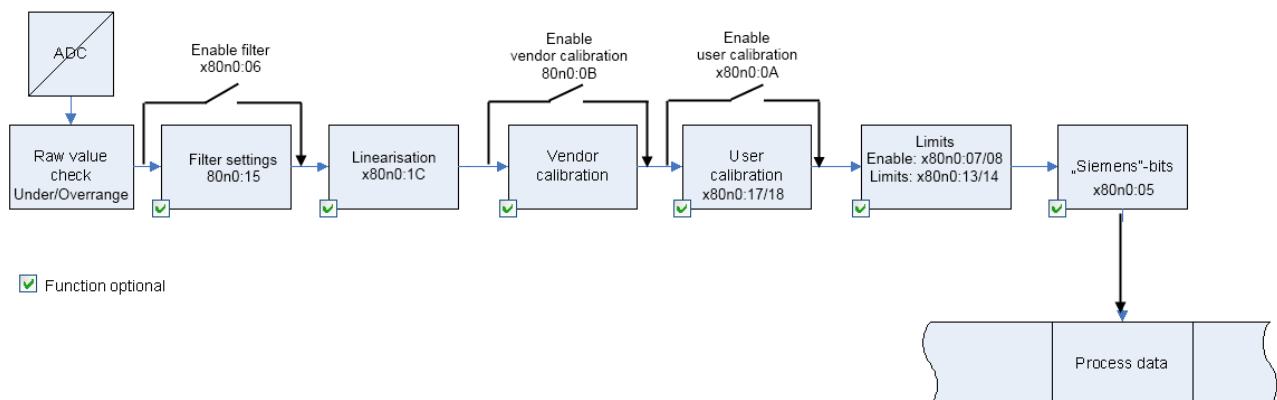 ADC
Enable filter
x80n0:06
Enable
vendor calibration
80n0:0B
Enable
user calibration
x80n0:0A
Raw value
check
Under/Overrange
Filter settings
80n0:15
Linearisation
x80n0:1C
Vendor
calibration
User
calibration
x80n0:17/18
Limits
Enable: x80n0:07/08
Limits: x80n0:13/14
„Siemens"-bits
x80n0:05
Function optional
Process data